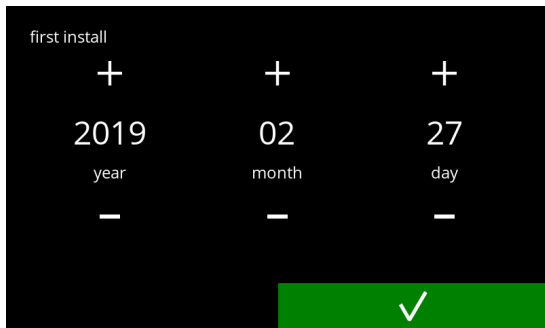 first install
+ + +
2019 02 27
year month day
- - -